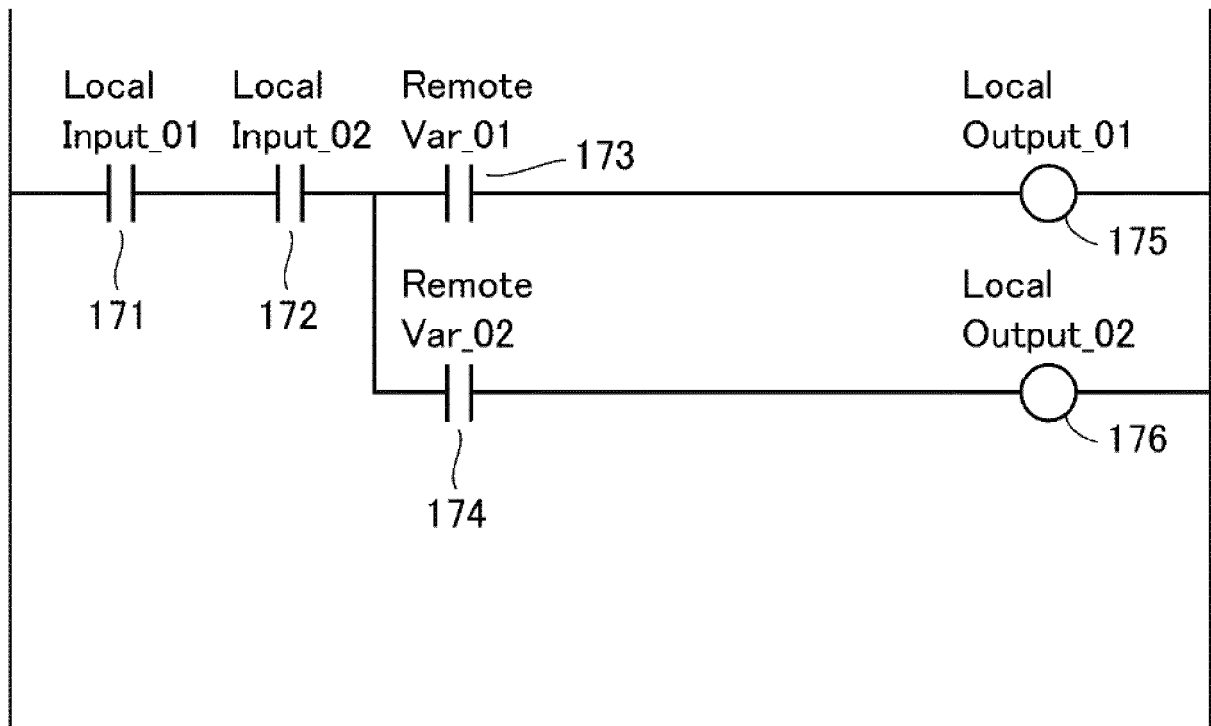 Local
Input_01
Local
Input_02
Remote
Var_01
173
Local
Output_01
175
171
172
Remote
Var_02
174
Local
Output_02
176